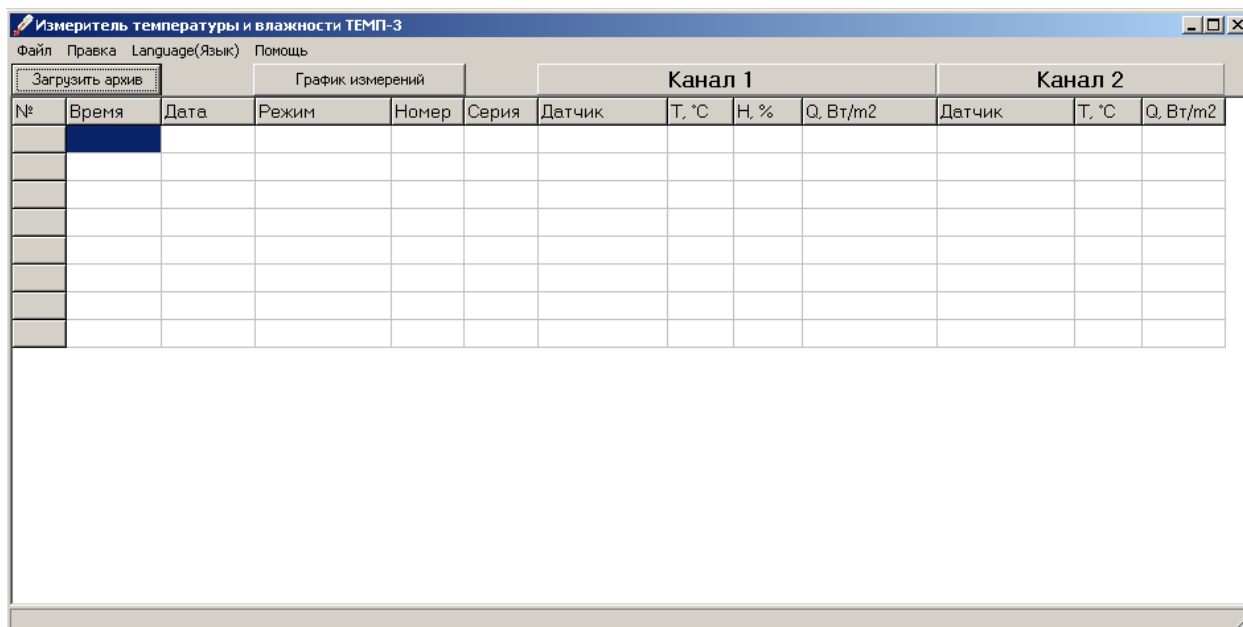 Измеритель температуры и влажности ТЕМП-3
Файл Правка Language(Язык) Помощь
Загрузить архив График измерений Канал 1 Канал 2
№ Время Дата Режим Номер Серия Датчик T, °C H, % Q, Вт/m2 Датчик T, °C Q, Вт/m2